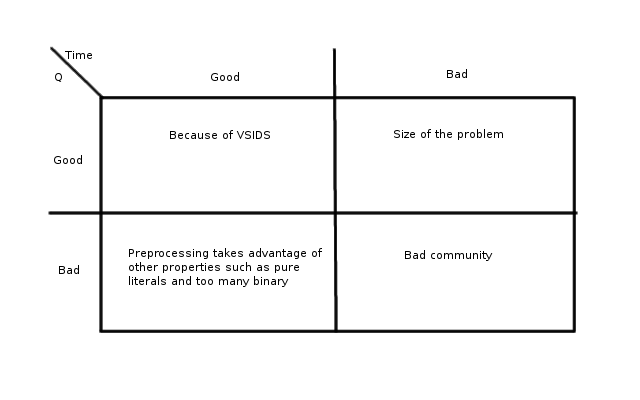 Time
Q
Good
Bad
Good
Because of VSIDS
Size of the problem
Bad
Preprocessing takes advantage of
other properties such as pure
literals and too many binary
Bad community